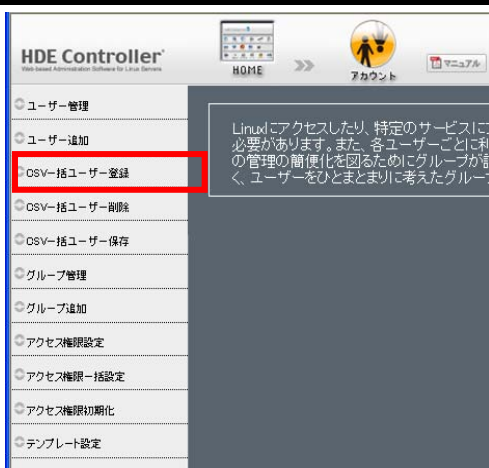 HDE Controller
Web-based Administration Software for Linux Servers
HOME
>>
アカウント
マニュアル
ユーザー管理
ユーザー追加
CSV一括ユーザー登録
CSV一括ユーザー削除
CSV一括ユーザー保存
グループ管理
グループ追加
アクセス権限設定
アクセス権限一括設定
アクセス権限初期化
テンプレート設定
Linuxにアクセスしたり、特定のサービスに
必要があります。また、各ユーザーごとに利
の管理の簡便化を図るためにグループが
く、ユーザーをひとまとまりに考えたグルー